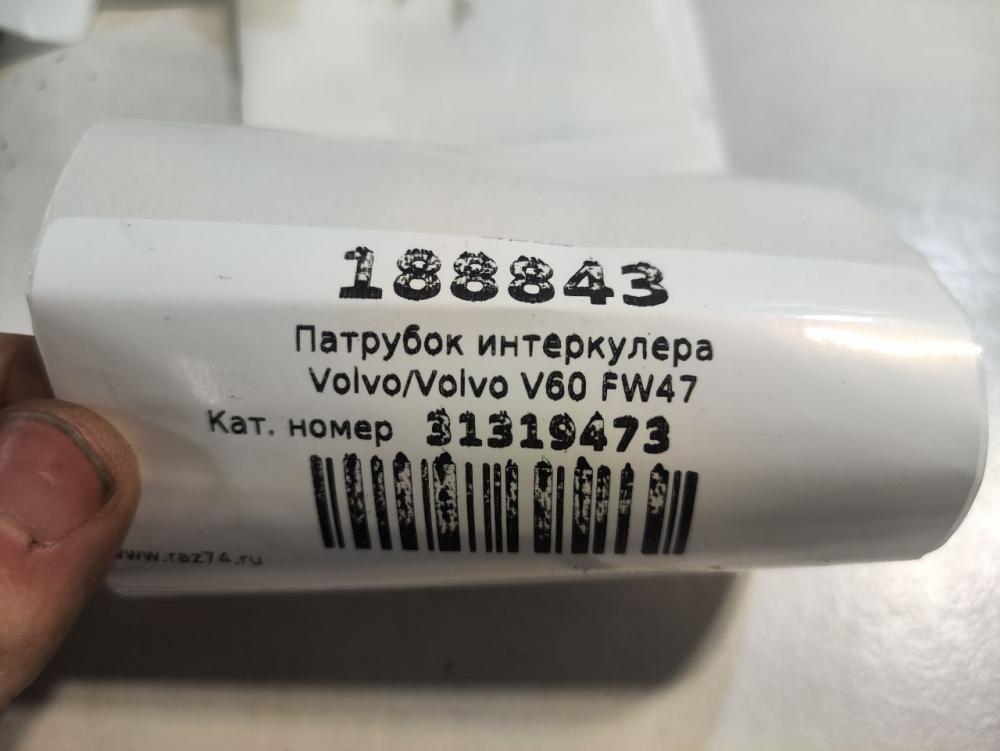 188843
Патрубок интеркулера
Volvo/Volvo V60 FW47
Кат. номер 31319473
www.raz74.ru